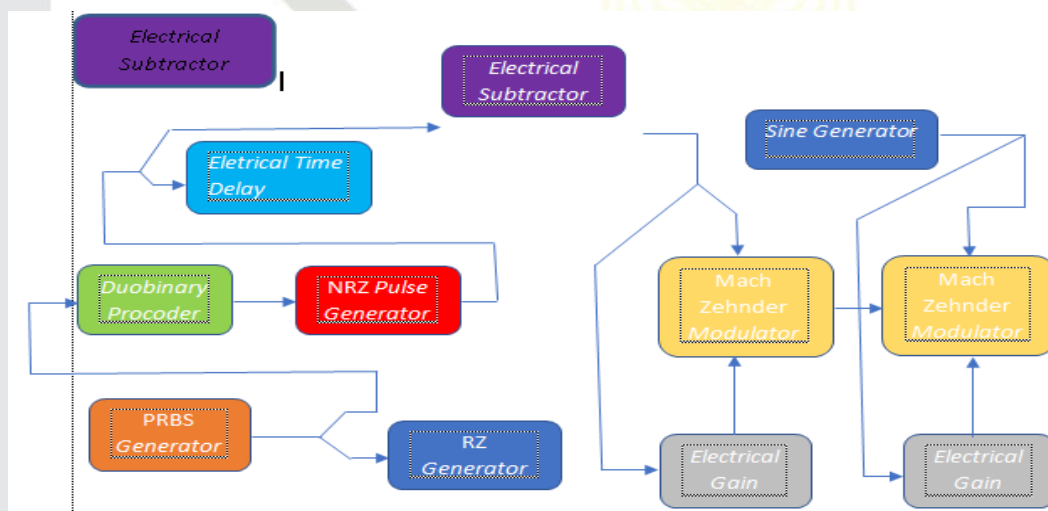 Electrical
Subtractor
Electrical
Subtractor
Sine Generator
Eletrical Time
Delay
Duobinary
Procoder
NRZ Pulse
Generator
Mach
Zehnder
Modulator
Mach
Zehnder
Modulator
PRBS
Generator
RZ
Generator
Electrical
Gain
Electrical
Gain